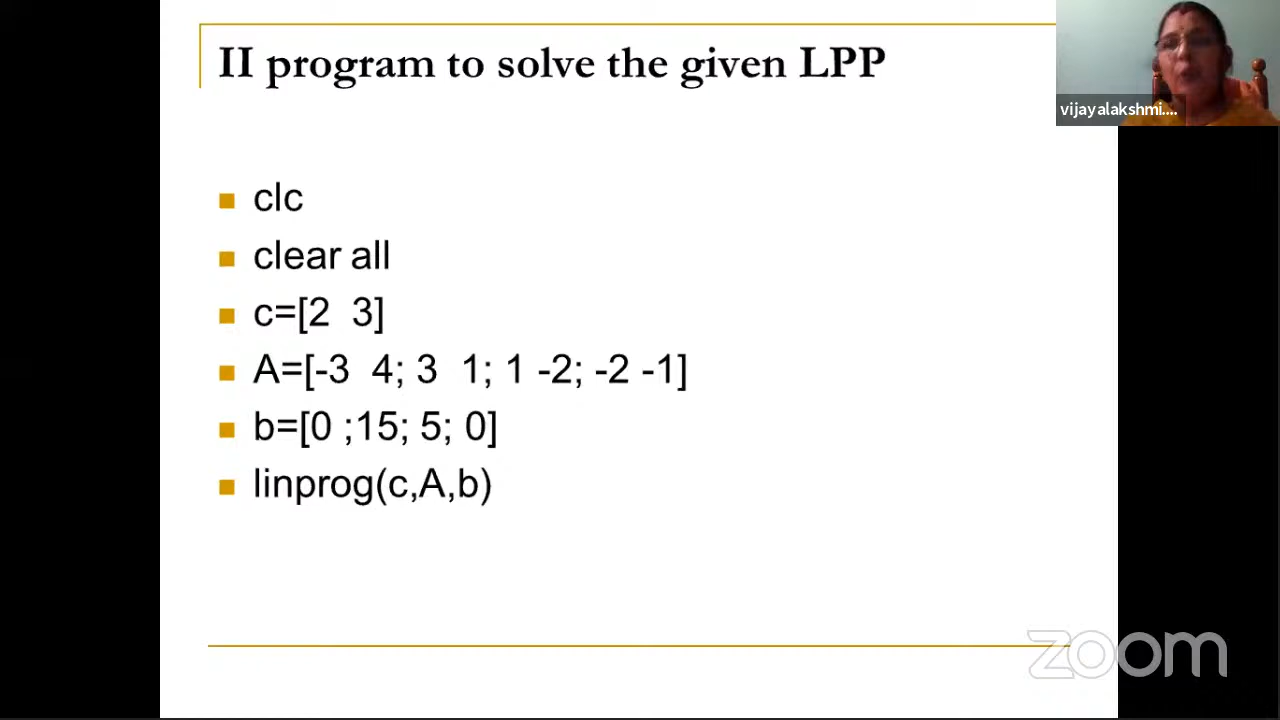 II program to solve the given LPP
vijayalakshmi....
clc
clear all
c=[2 3]
A=[-3 4; 3 1; 1 -2; -2 -1]
b=[0 ;15; 5; 0]
linprog(c,A,b)
zoom